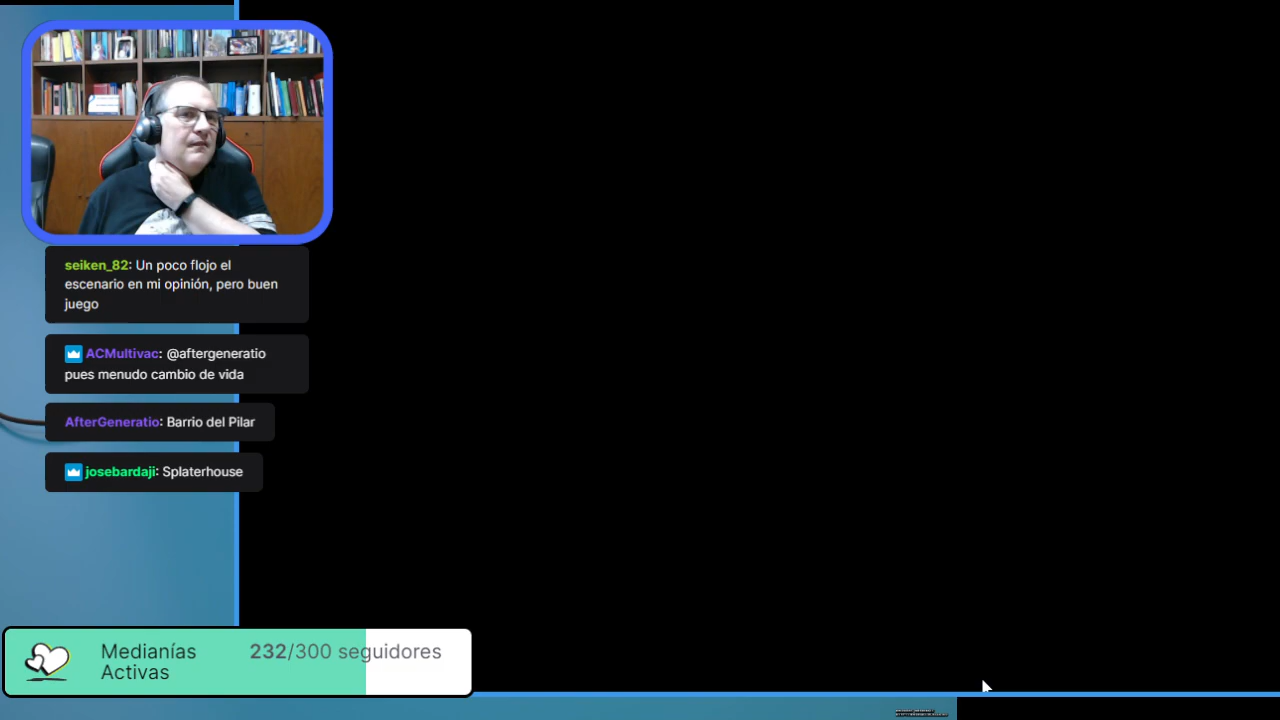 seiken_82: Un poco flojo el
escenario en mi opinión, pero buen
juego
ACMultivac: @aftergeneratio
pues menudo cambio de vida
AfterGeneratio: Barrio del Pilar
josebardaji: Splaterhouse
Medianías
Activas
232/300 seguidores